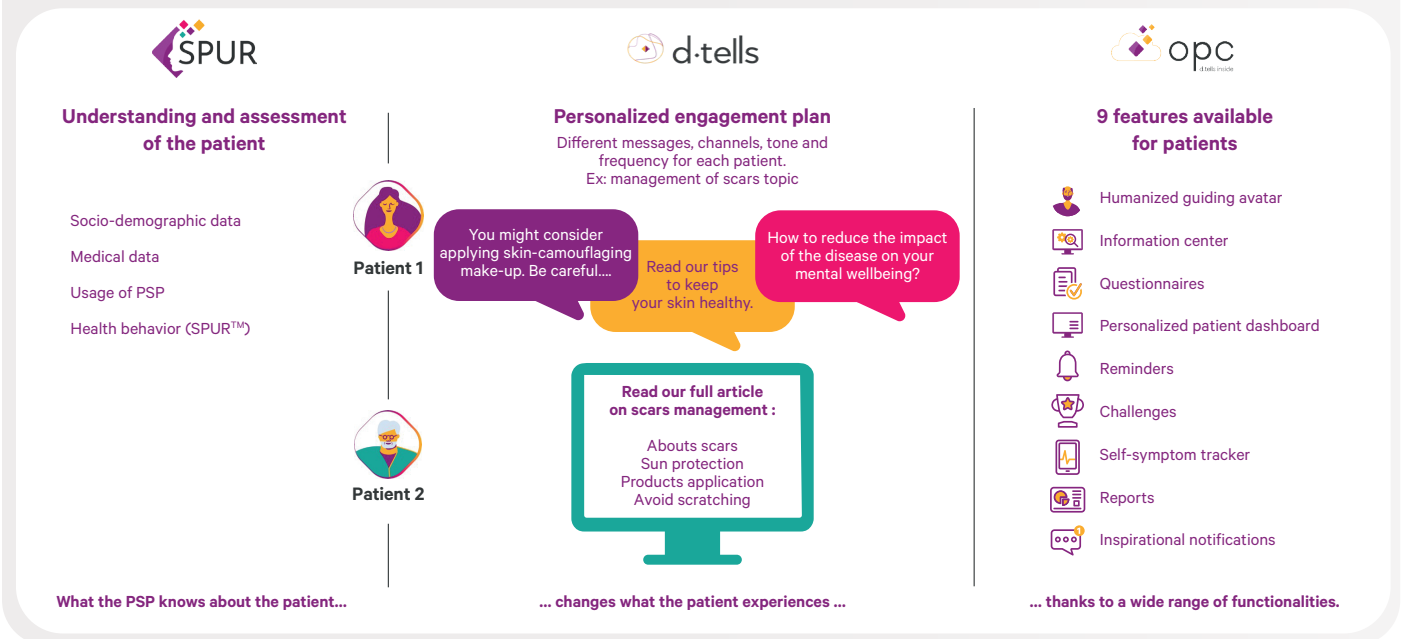 SPUR
Understanding and assessment
of the patient
Socio-demographic data
Medical data
Usage of PSP
Health behavior (SPUR™)
What the PSP knows about the patient...
Patient 1
Patient 2
d·tells
Personalized engagement plan
Different messages, channels, tone and
frequency for each patient.
Ex: management of scars topic
You might consider
applying skin-camouflaging
make-up. Be careful....
Read our tips
to keep
your skin healthy.
How to reduce the impact
of the disease on your
mental wellbeing?
Read our full article
on scars management :
Abouts scars
Sun protection
Products application
Avoid scratching
... changes what the patient experiences ...
opc
d.tells inside
9 features available
for patients
Humanized guiding avatar
Information center
Questionnaires
Personalized patient dashboard
Reminders
Challenges
Self-symptom tracker
Reports
1
Inspirational notifications
... thanks to a wide range of functionalities.